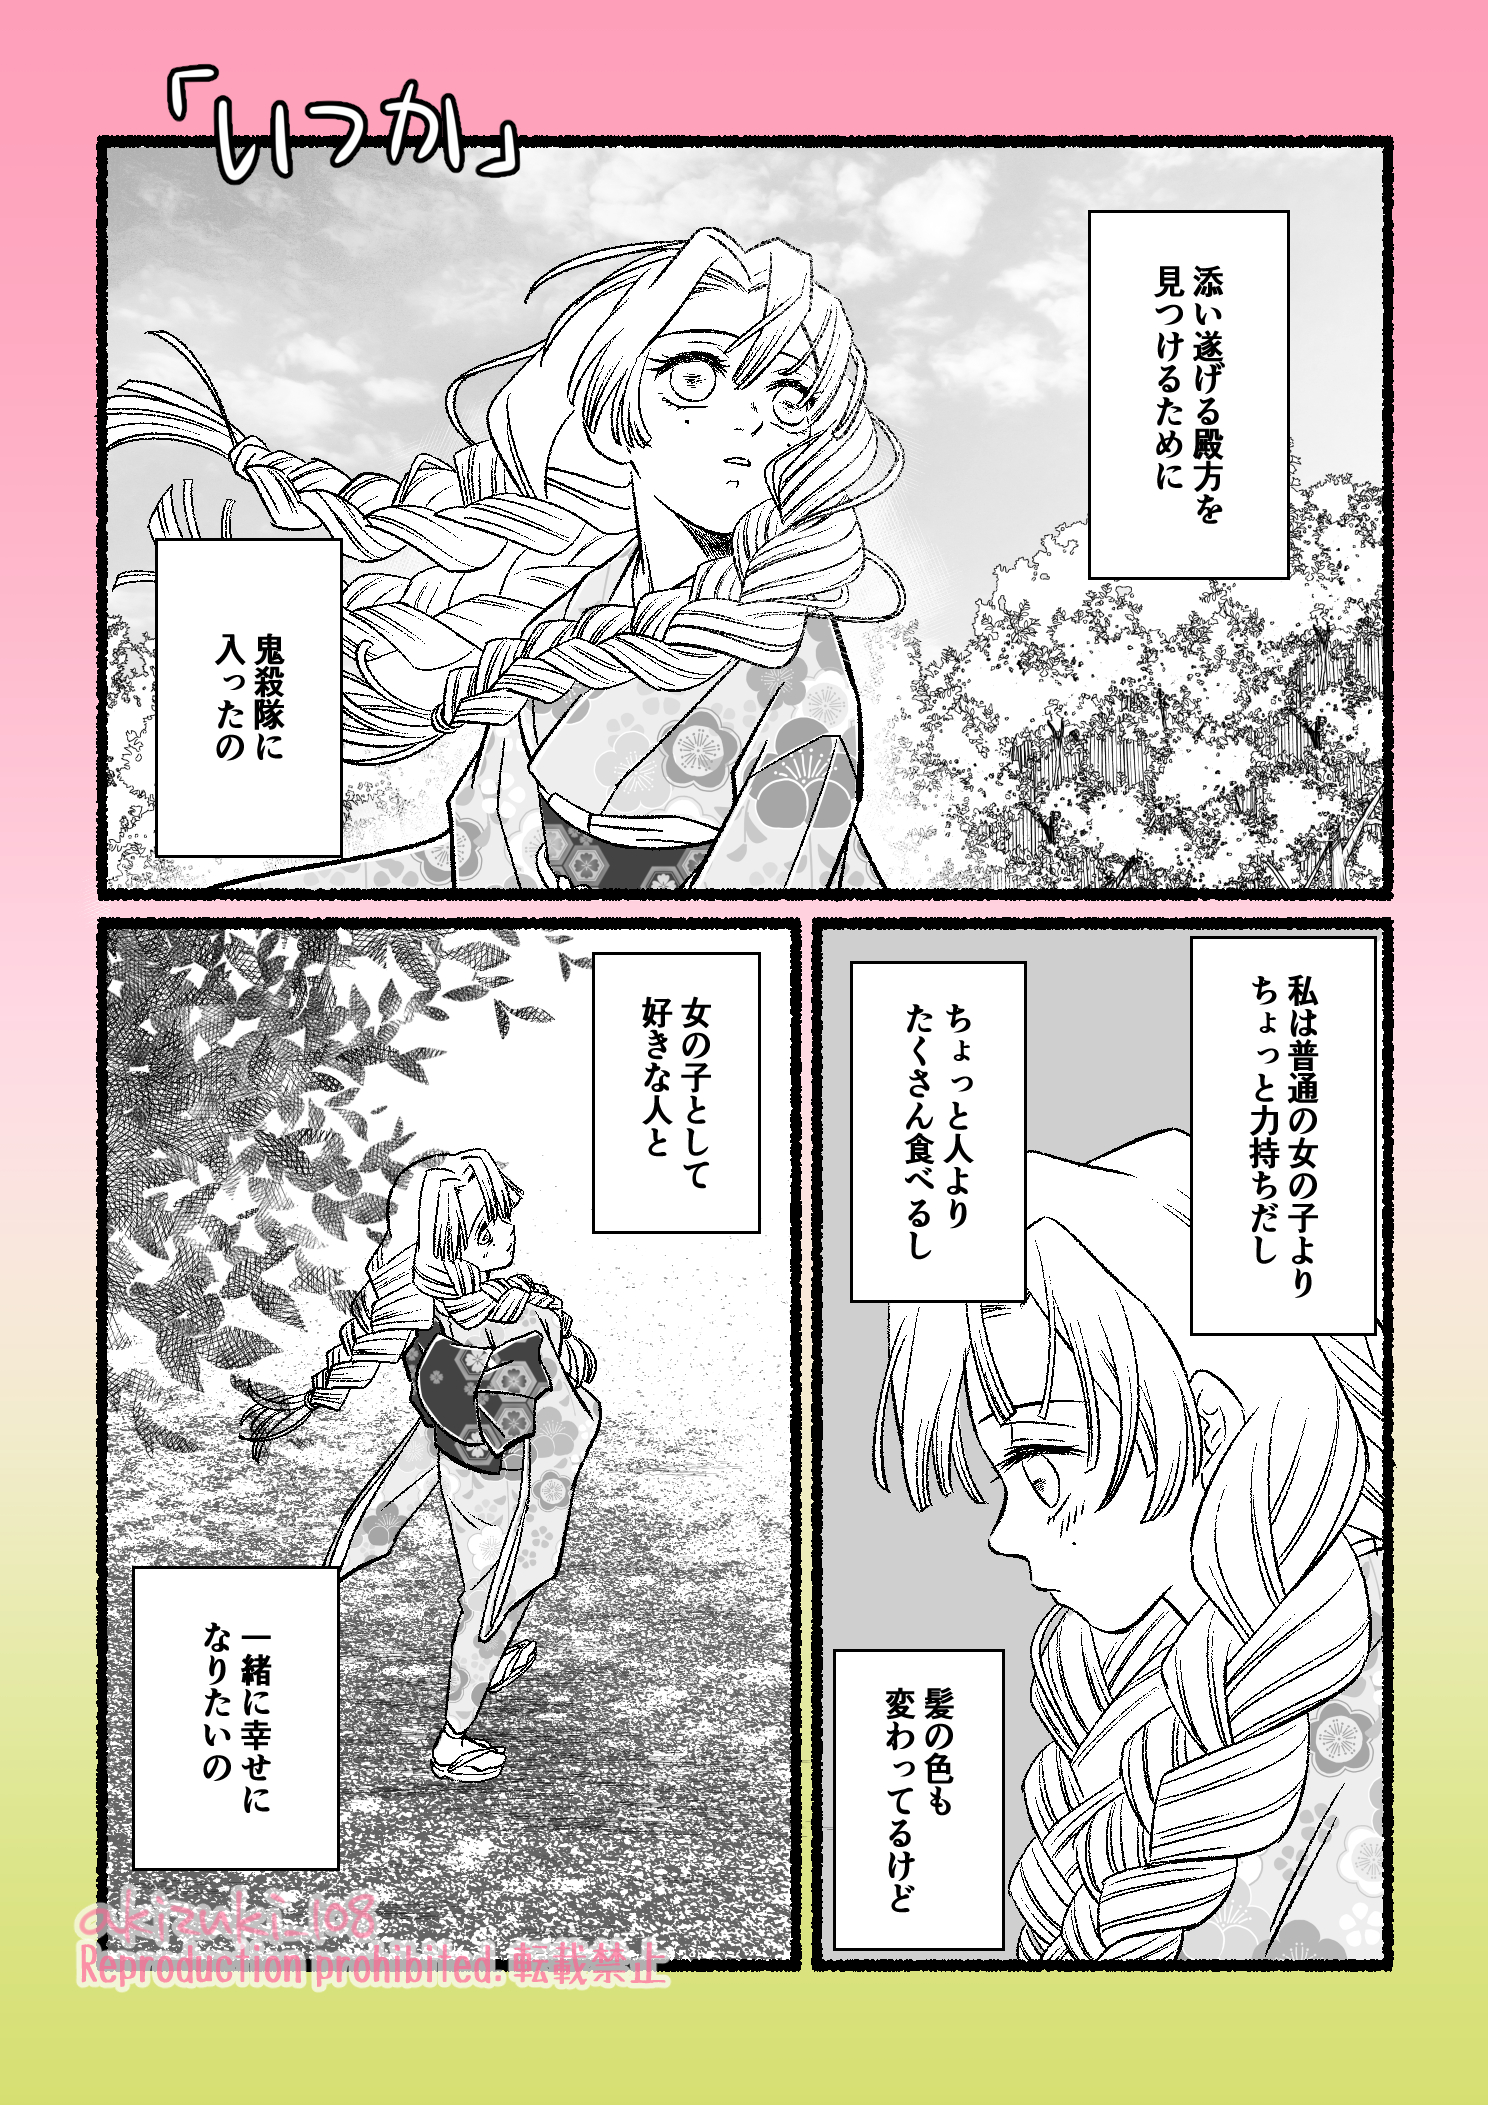 「いつか」
添い遂げる殿方を
見つけるために
鬼殺隊に
入ったの
私は普通の女の子より
ちょっと力持ちだし
ちょっと人より
たくさん食べるし
髪の色も
変わってるけど
女の子として
好きな人と
一緒に幸せに
なりたいの
akizuki_108
Reproduction prohibited. 転載禁止